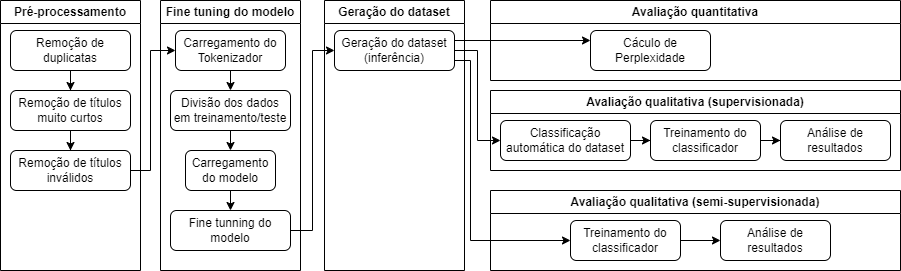 Pré-processamento
Remoção de
duplicatas
Remoção de títulos
muito curtos
Remoção de títulos
inválidos
Fine tuning do modelo
Carregamento do
Tokenizador
Divisão dos dados
em treinamento/teste
Carregamento
do modelo
Fine tunning do
modelo
Geração do dataset
Geração do dataset
(inferência)
Avaliação quantitativa
Cáculo de
Perplexidade
Avaliação qualitativa (supervisionada)
Classificação
automática do dataset
Treinamento do
classificador
Análise de
resultados
Avaliação qualitativa (semi-supervisionada)
Treinamento do
classificador
Análise de
resultados